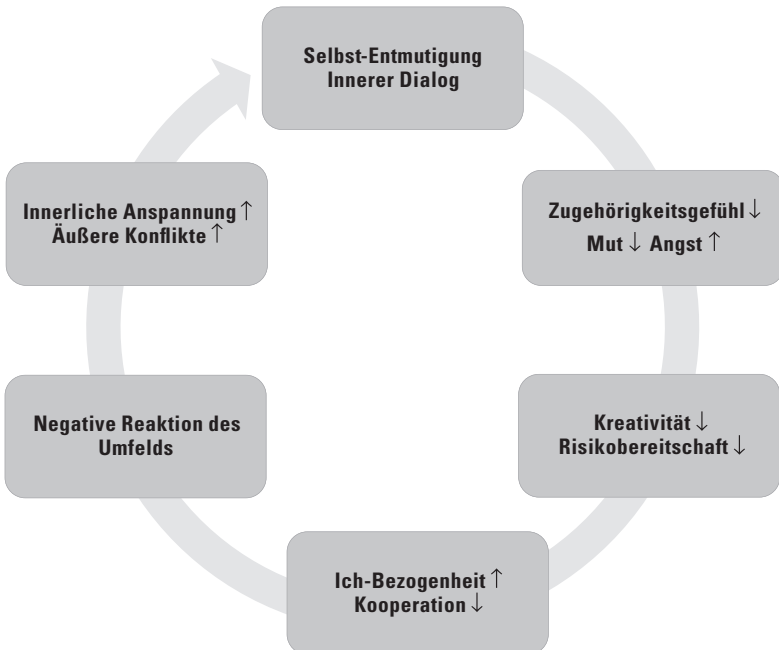 Selbst-Entmutigung
Innerer Dialog
Zugehörigkeitsgefühl ↓
Mut ↓ Angst ↑
Kreativität ↓
Risikobereitschaft ↓
Ich-Bezogenheit ↑
Kooperation ↓
Negative Reaktion des
Umfelds
Innerliche Anspannung ↑
Äußere Konflikte ↑